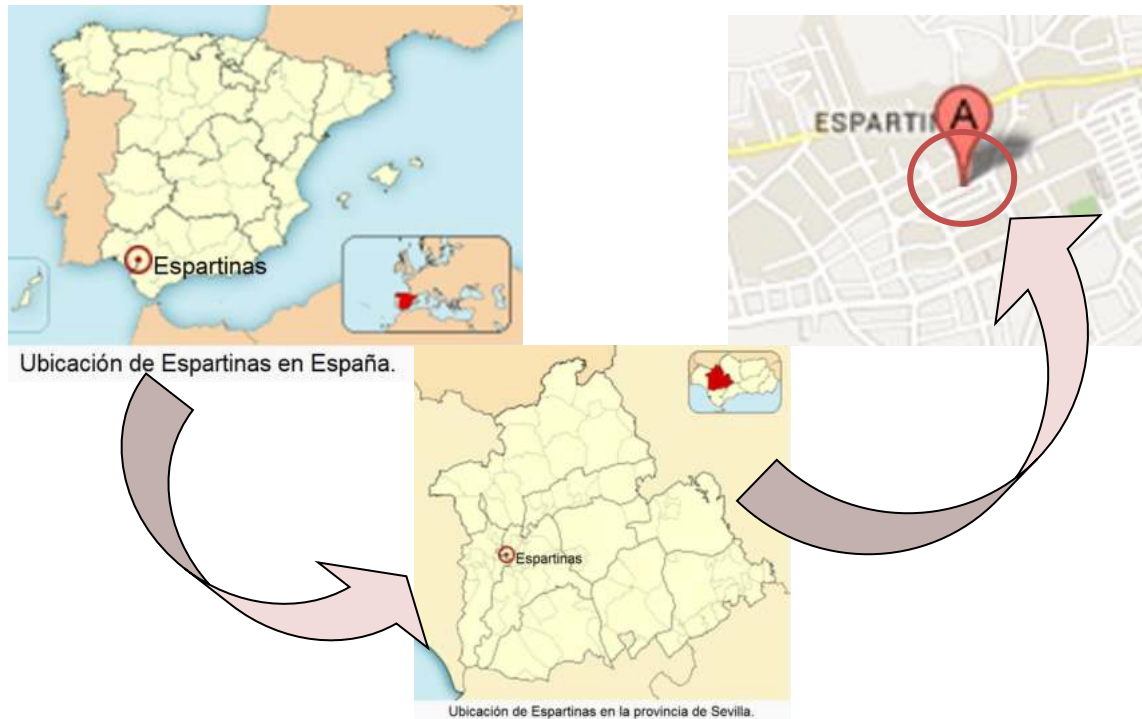 Espartinas
Ubicación de Espartinas en España.
Espartinas
Ubicación de Espartinas en la provincia de Sevilla.
ESPARTIN
A